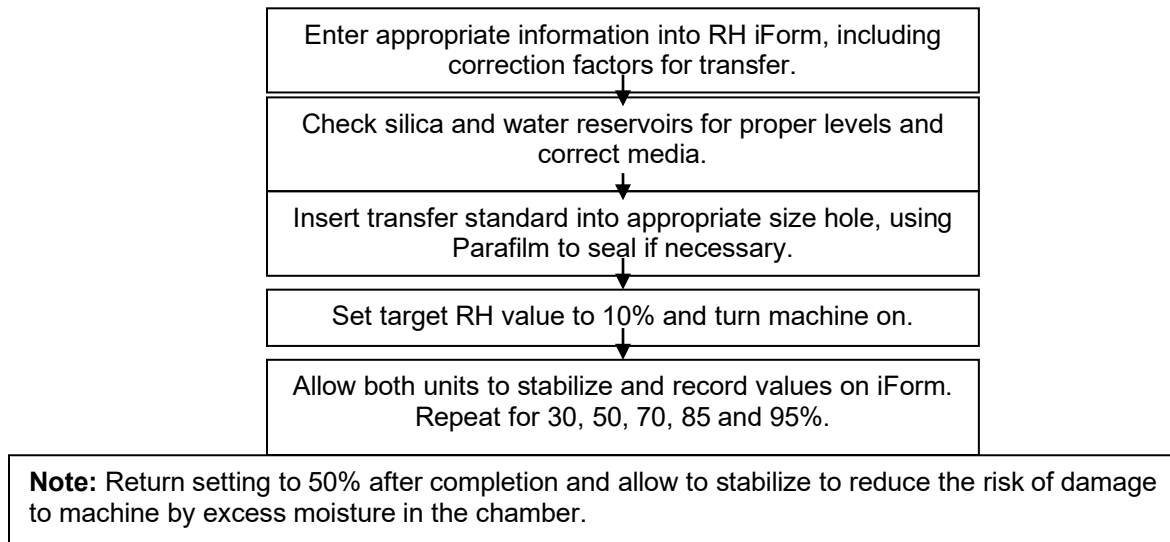 Enter appropriate information into RH iForm, including
correction factors for transfer.
Check silica and water reservoirs for proper levels and
correct media.
Insert transfer standard into appropriate size hole, using
Parafilm to seal if necessary.
Set target RH value to 10% and turn machine on.
Allow both units to stabilize and record values on iForm.
Repeat for 30, 50, 70, 85 and 95%.
Note: Return setting to 50% after completion and allow to stabilize to reduce the risk of damage
to machine by excess moisture in the chamber.